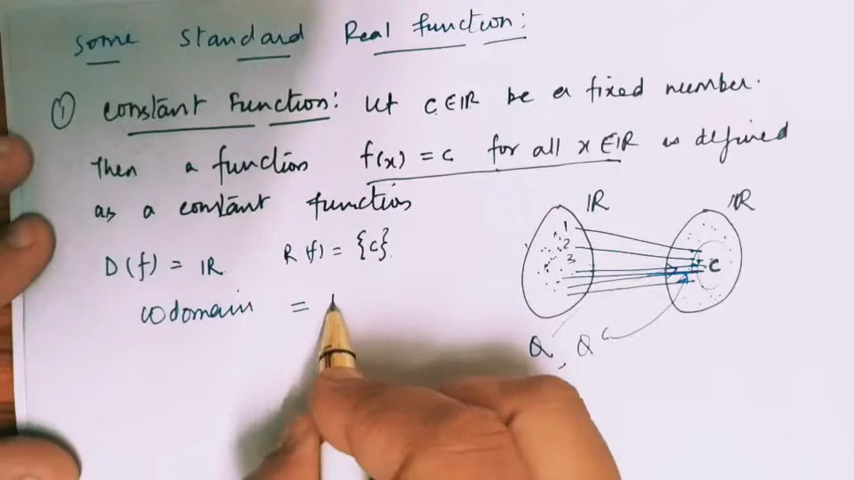 Some Standard Real function:
① Constant Function: Let C∈ℝ be a fixed number.
Then a function f(x) = c for all x∈ℝ is defined
as a constant function
D(f) = ℝ R(f) = {c}
codomain =
ℝ ℝ
1
2
3
c
Q, Qᶜ